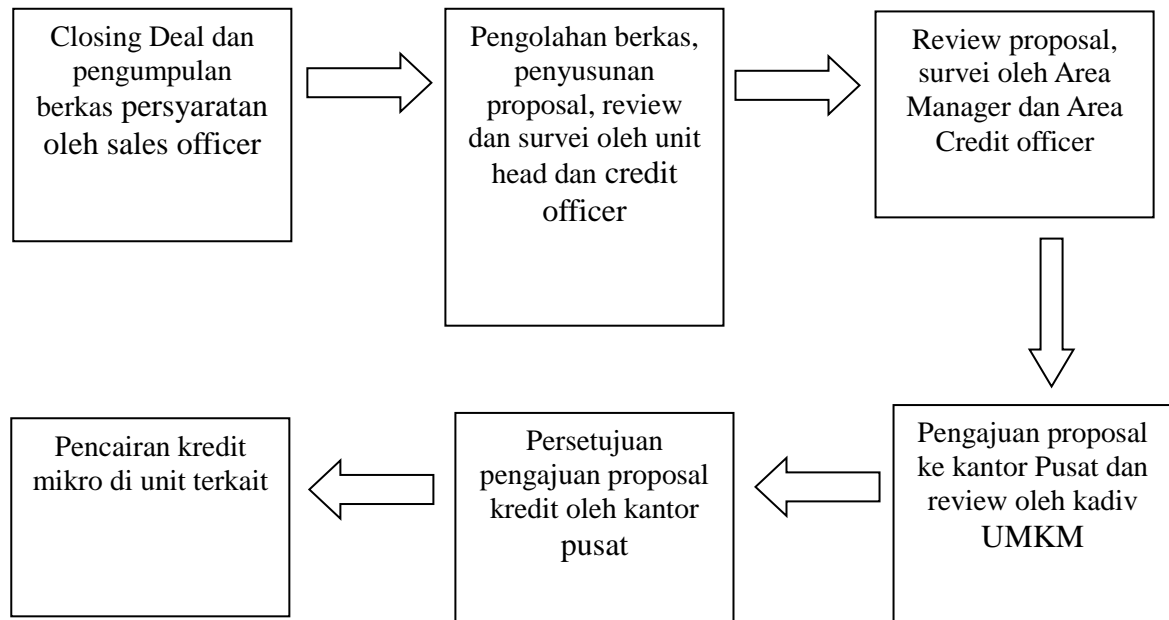 Closing Deal dan
pengumpulan
berkas persyaratan
oleh sales officer
Pengolahan berkas,
penyusunan
proposal, review
dan survei oleh unit
head dan credit
officer
Review proposal,
survei oleh Area
Manager dan Area
Credit officer
Pengajuan proposal
ke kantor Pusat dan
review oleh kadiv
UMKM
Persetujuan
pengajuan proposal
kredit oleh kantor
pusat
Pencairan kredit
mikro di unit terkait